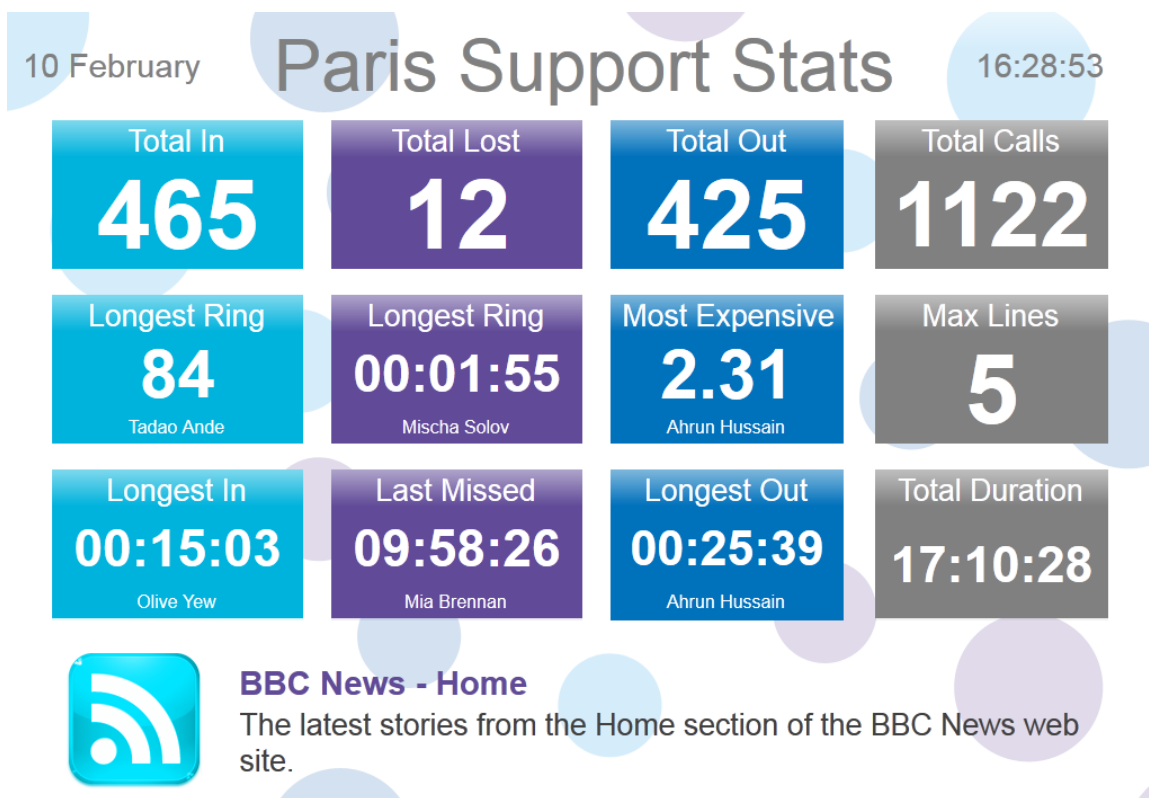 10 February
Paris Support Stats
16:28:53
Total In
465
Total Lost
12
Total Out
425
Total Calls
1122
Longest Ring
84
Tadao Ande
Longest Ring
00:01:55
Mischa Solov
Most Expensive
2.31
Ahrun Hussain
Max Lines
5
Longest In
00:15:03
Olive Yew
Last Missed
09:58:26
Mia Brennan
Longest Out
00:25:39
Ahrun Hussain
Total Duration
17:10:28
BBC News - Home
The latest stories from the Home section of the BBC News web
site.